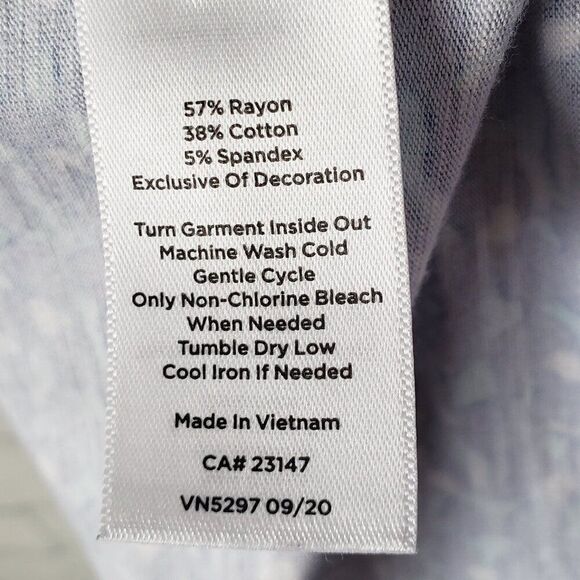 57% Rayon
38% Cotton
5% Spandex
Exclusive Of Decoration
Turn Garment Inside Out
Machine Wash Cold
Gentle Cycle
Only Non-Chlorine Bleach
When Needed
Tumble Dry Low
Cool Iron If Needed
Made In Vietnam
CA# 23147
VN5297 09/20